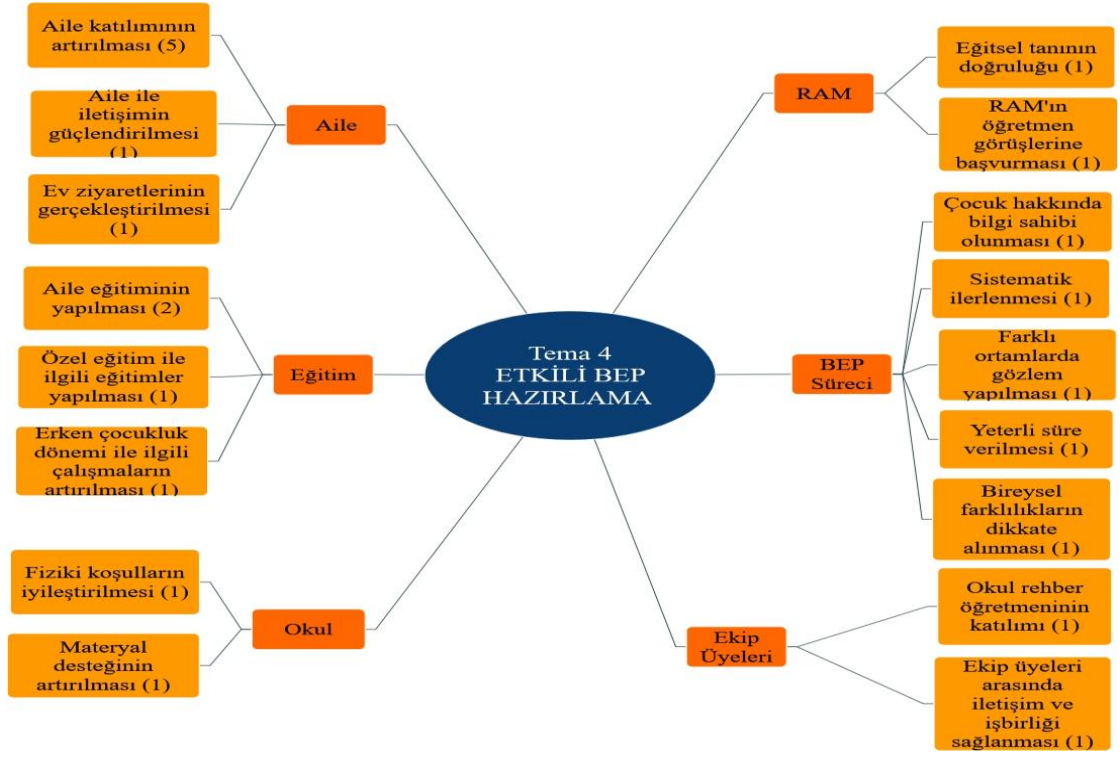 Tema 4
ETKİLİ BEP
HAZIRLAMA
Aile
Aile katılımının
artırılması (5)
Aile ile
iletişimin
güçlendirilmesi
(1)
Ev ziyaretlerinin
gerçekleştirilmesi
(1)
Eğitim
Aile eğitiminin
yapılması (2)
Özel eğitim ile
ilgili eğitimler
yapılması (1)
Erken çocukluk
dönemi ile ilgili
çalışmaların
artırılması (1)
Okul
Fiziki koşulların
iyileştirilmesi (1)
Materyal
desteğinin
artırılması (1)
RAM
Eğitsel tanının
doğruluğu (1)
RAM'ın
öğretmen
görüşlerine
başvurması (1)
BEP
Süreci
Çocuk hakkında
bilgi sahibi
olunması (1)
Sistematik
ilerlenmesi (1)
Farklı
ortamlarda
gözlem
yapılması (1)
Yeterli süre
verilmesi (1)
Bireysel
farklılıkların
dikkate
alınması (1)
Ekip
Üyeleri
Okul rehber
öğretmeninin
katılımı (1)
Ekip üyeleri
arasında
iletişim ve
işbirliği
sağlanması (1)